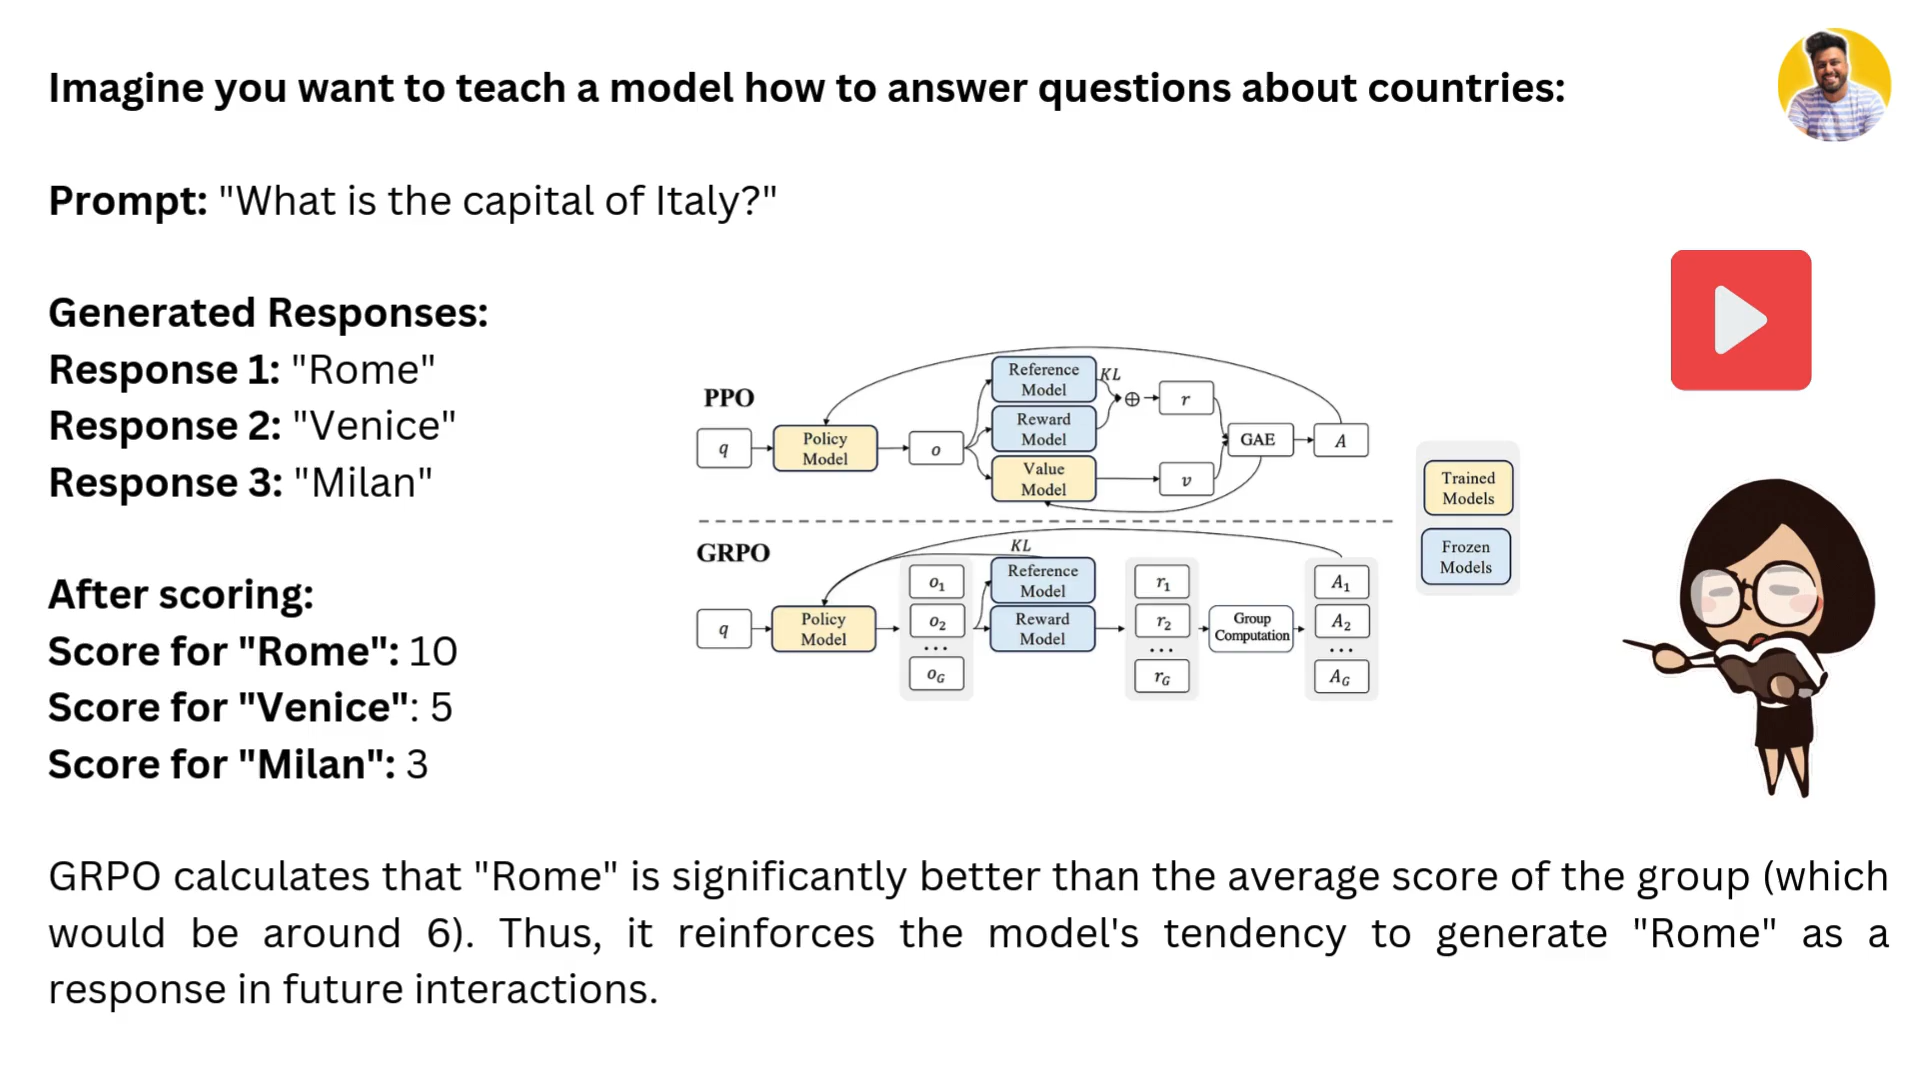 Imagine you want to teach a model how to answer questions about countries:
Prompt: "What is the capital of Italy?"
Generated Responses:
Response 1: "Rome"
Response 2: "Venice"
Response 3: "Milan"
After scoring:
Score for "Rome": 10
Score for "Venice": 5
Score for "Milan": 3
PPO
q
Policy
Model
o
Reference
Model
Reward
Model
Value
Model
KL
⊕
r
v
GAE
A
GRPO
q
Policy
Model
o₁
o₂
...
o_G
KL
Reference
Model
Reward
Model
r₁
r₂
...
r_G
Group
Computation
A₁
A₂
...
A_G
Trained
Models
Frozen
Models
GRPO calculates that "Rome" is significantly better than the average score of the group (which
would be around 6). Thus, it reinforces the model's tendency to generate "Rome" as a
response in future interactions.